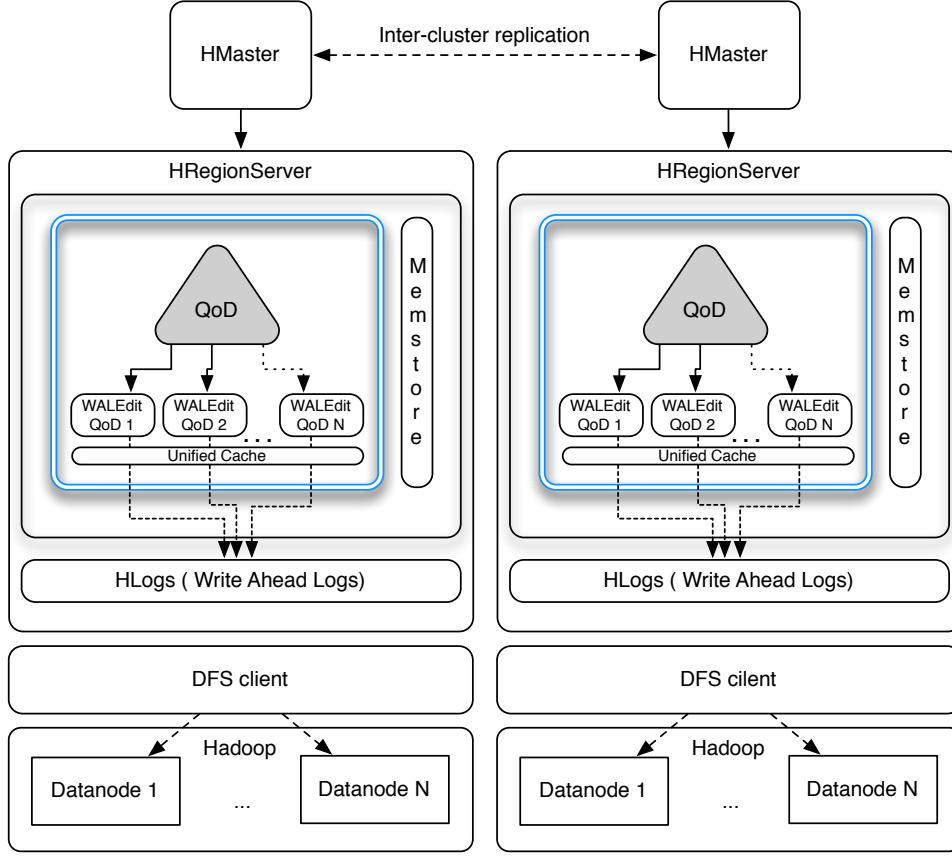 Inter-cluster replication
HMaster
HMaster
HRegionServer
QoD
WALEdit
QoD 1
WALEdit
QoD 2
. . .
WALEdit
QoD N
Unified Cache
Memstore
HLogs ( Write Ahead Logs)
DFS client
Hadoop
Datanode 1
...
Datanode N
HRegionServer
QoD
WALEdit
QoD 1
WALEdit
QoD 2
. . .
WALEdit
QoD N
Unified Cache
Memstore
HLogs ( Write Ahead Logs)
DFS cilent
Hadoop
Datanode 1
...
Datanode N